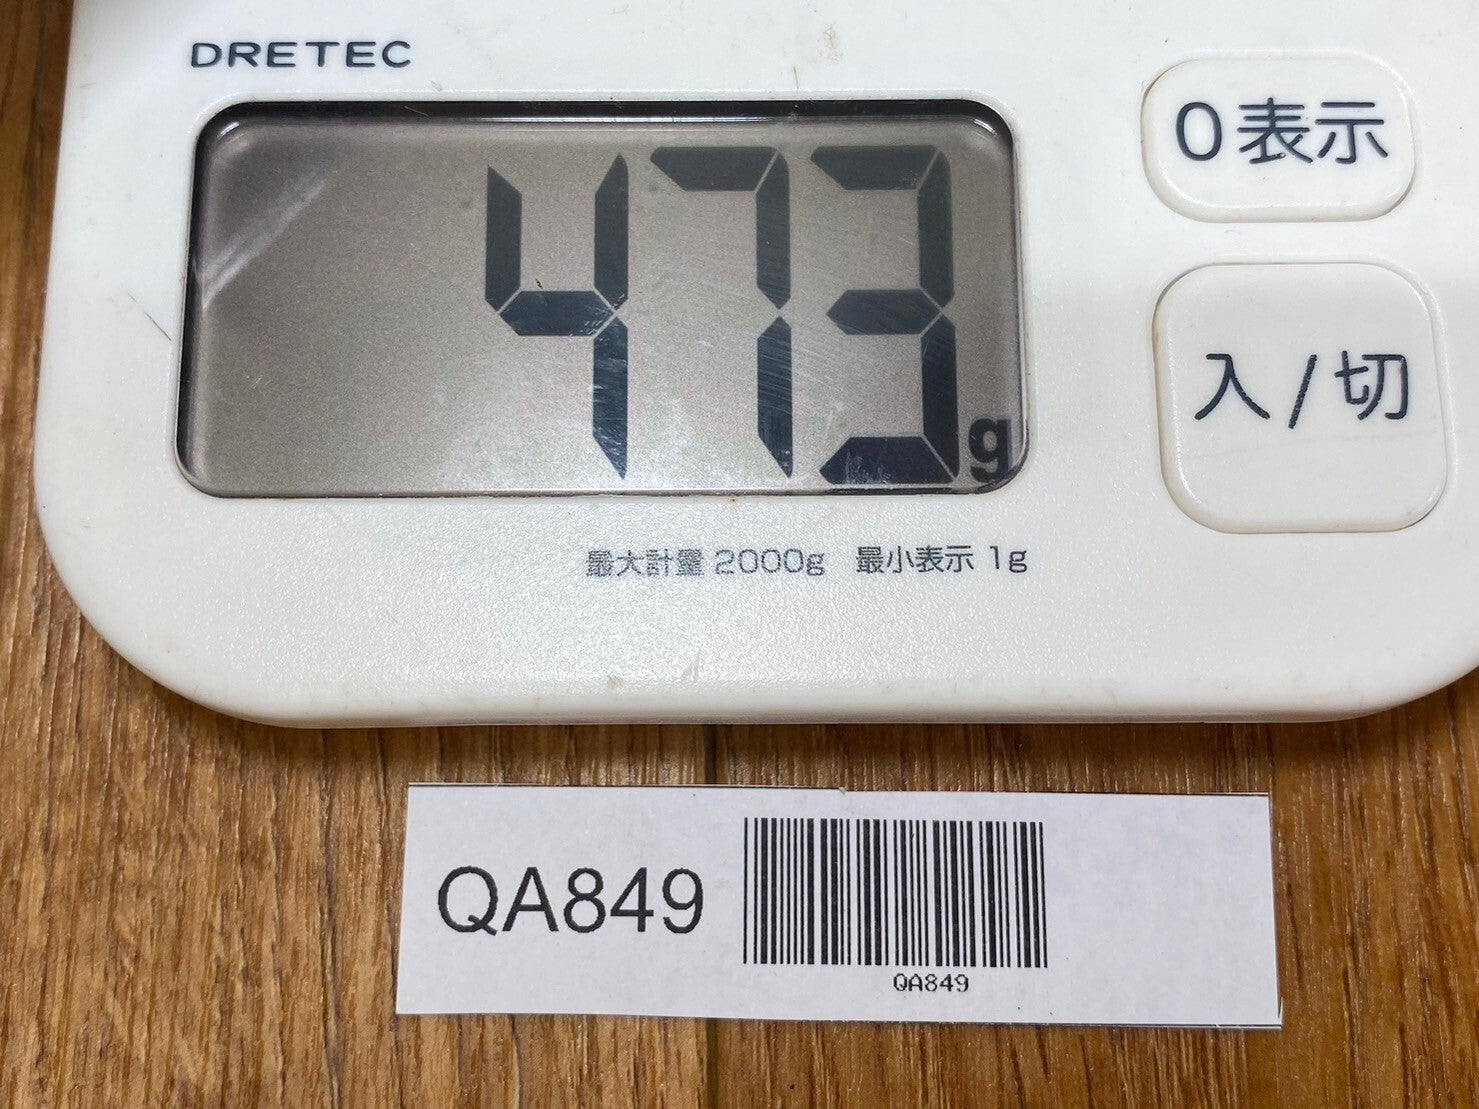 DRETEC
473g
0表示
入/切
最大計量 2000g 最小表示 1g
QA849
QA849